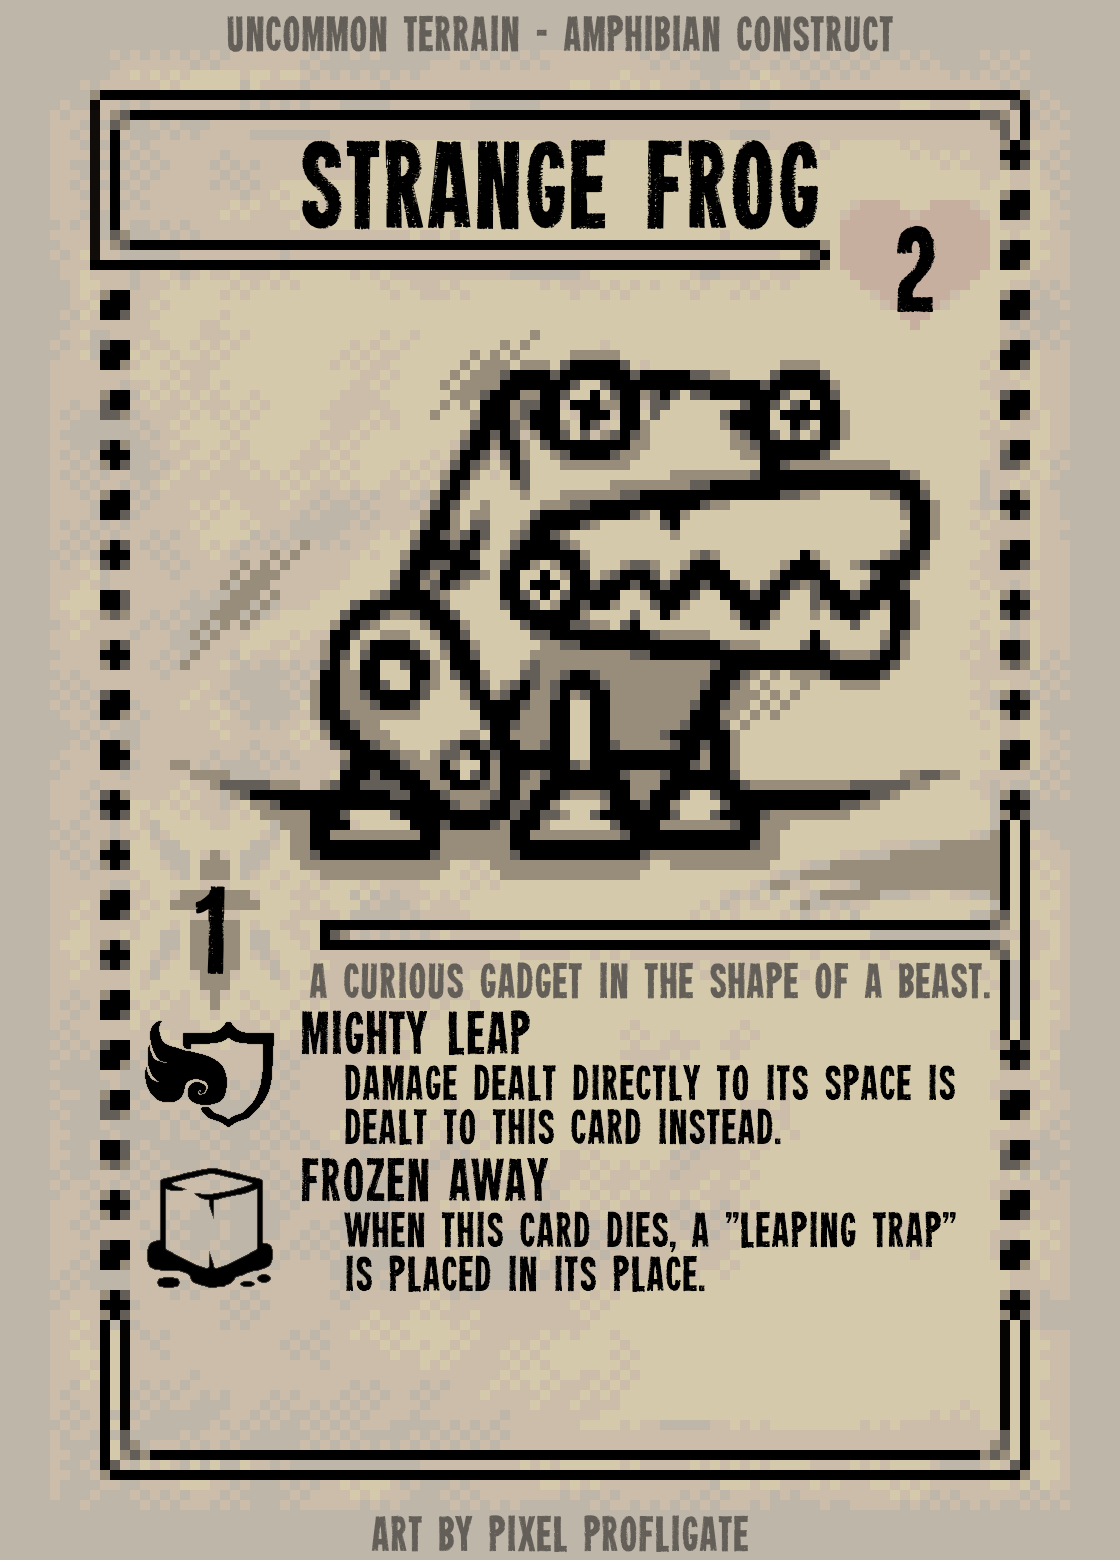 UNCOMMON TERRAIN - AMPHIBIAN CONSTRUCT
STRANGE FROG
2
1
A CURIOUS GADGET IN THE SHAPE OF A BEAST.
MIGHTY LEAP
DAMAGE DEALT DIRECTLY TO ITS SPACE IS
DEALT TO THIS CARD INSTEAD.
FROZEN AWAY
WHEN THIS CARD DIES, A ”LEAPING TRAP”
IS PLACED IN ITS PLACE.
ART BY PIXEL PROFLIGATE